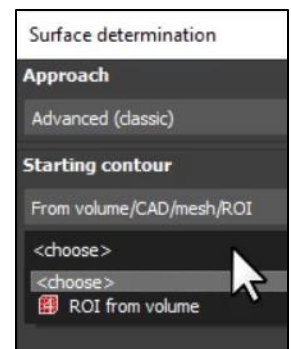 Surface determination
Approach
Advanced (classic)
Starting contour
From volume/CAD/mesh/ROI
<choose>
<choose>
ROI from volume